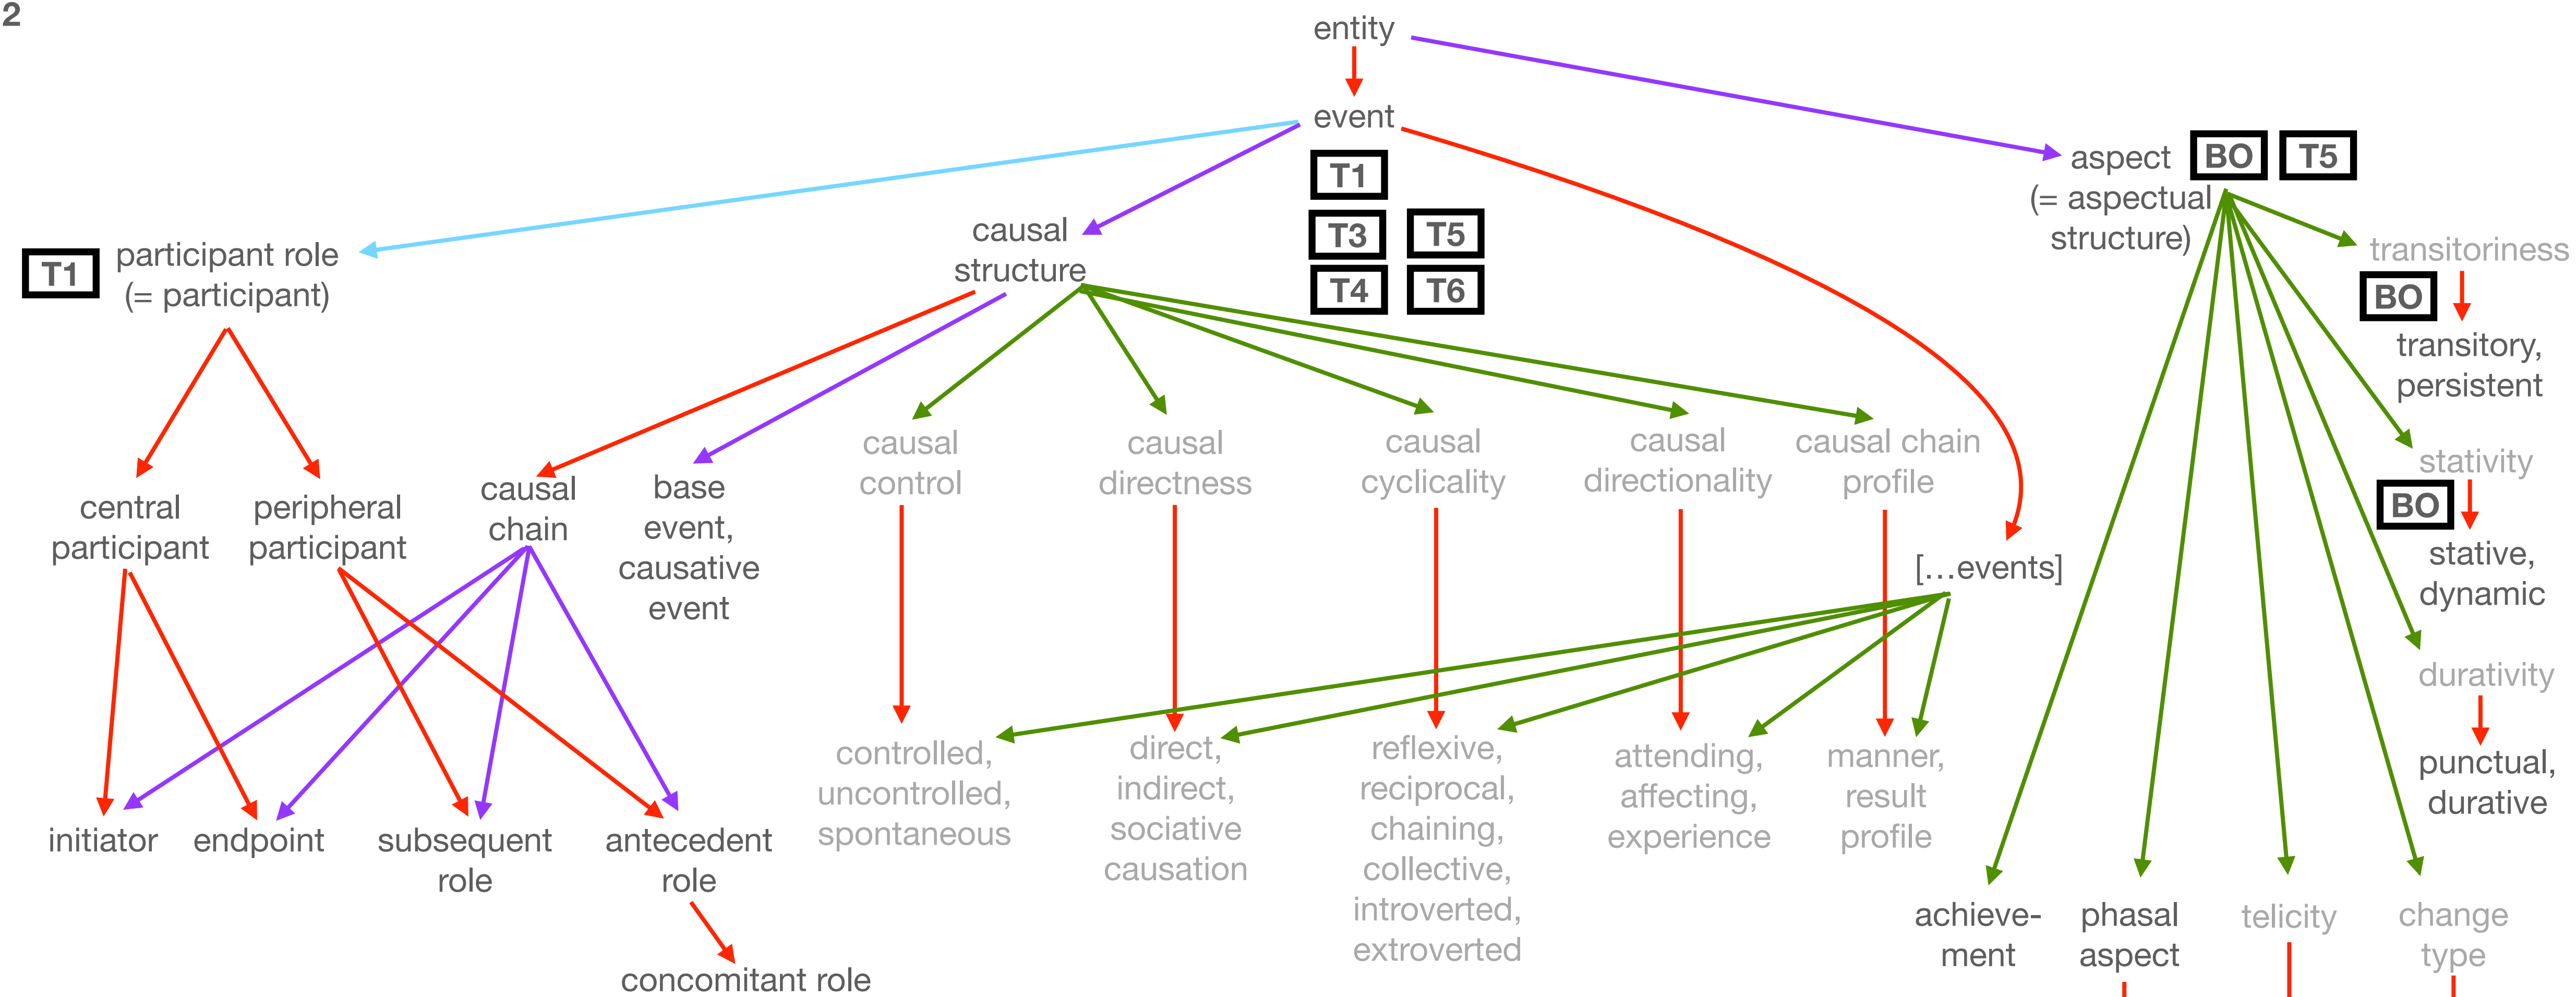 2
entity
event
T1
T3 T5
T4 T6
aspect BO T5
(= aspectual
structure)
T1
participant role
(= participant)
causal
structure
transitoriness
BO
transitory,
persistent
stativity
BO
stative,
dynamic
durativity
punctual,
durative
central
participant
peripheral
participant
causal
chain
base
event,
causative
event
causal
control
causal
directness
causal
cyclicality
causal
directionality
causal chain
profile
[...events]
initiator
endpoint
subsequent
role
antecedent
role
concomitant role
controlled,
uncontrolled,
spontaneous
direct,
indirect,
sociative
causation
reflexive,
reciprocal,
chaining,
collective,
introverted,
extroverted
attending,
affecting,
experience
manner,
result
profile
achieve-
ment
phasal
aspect
telicity
change
type